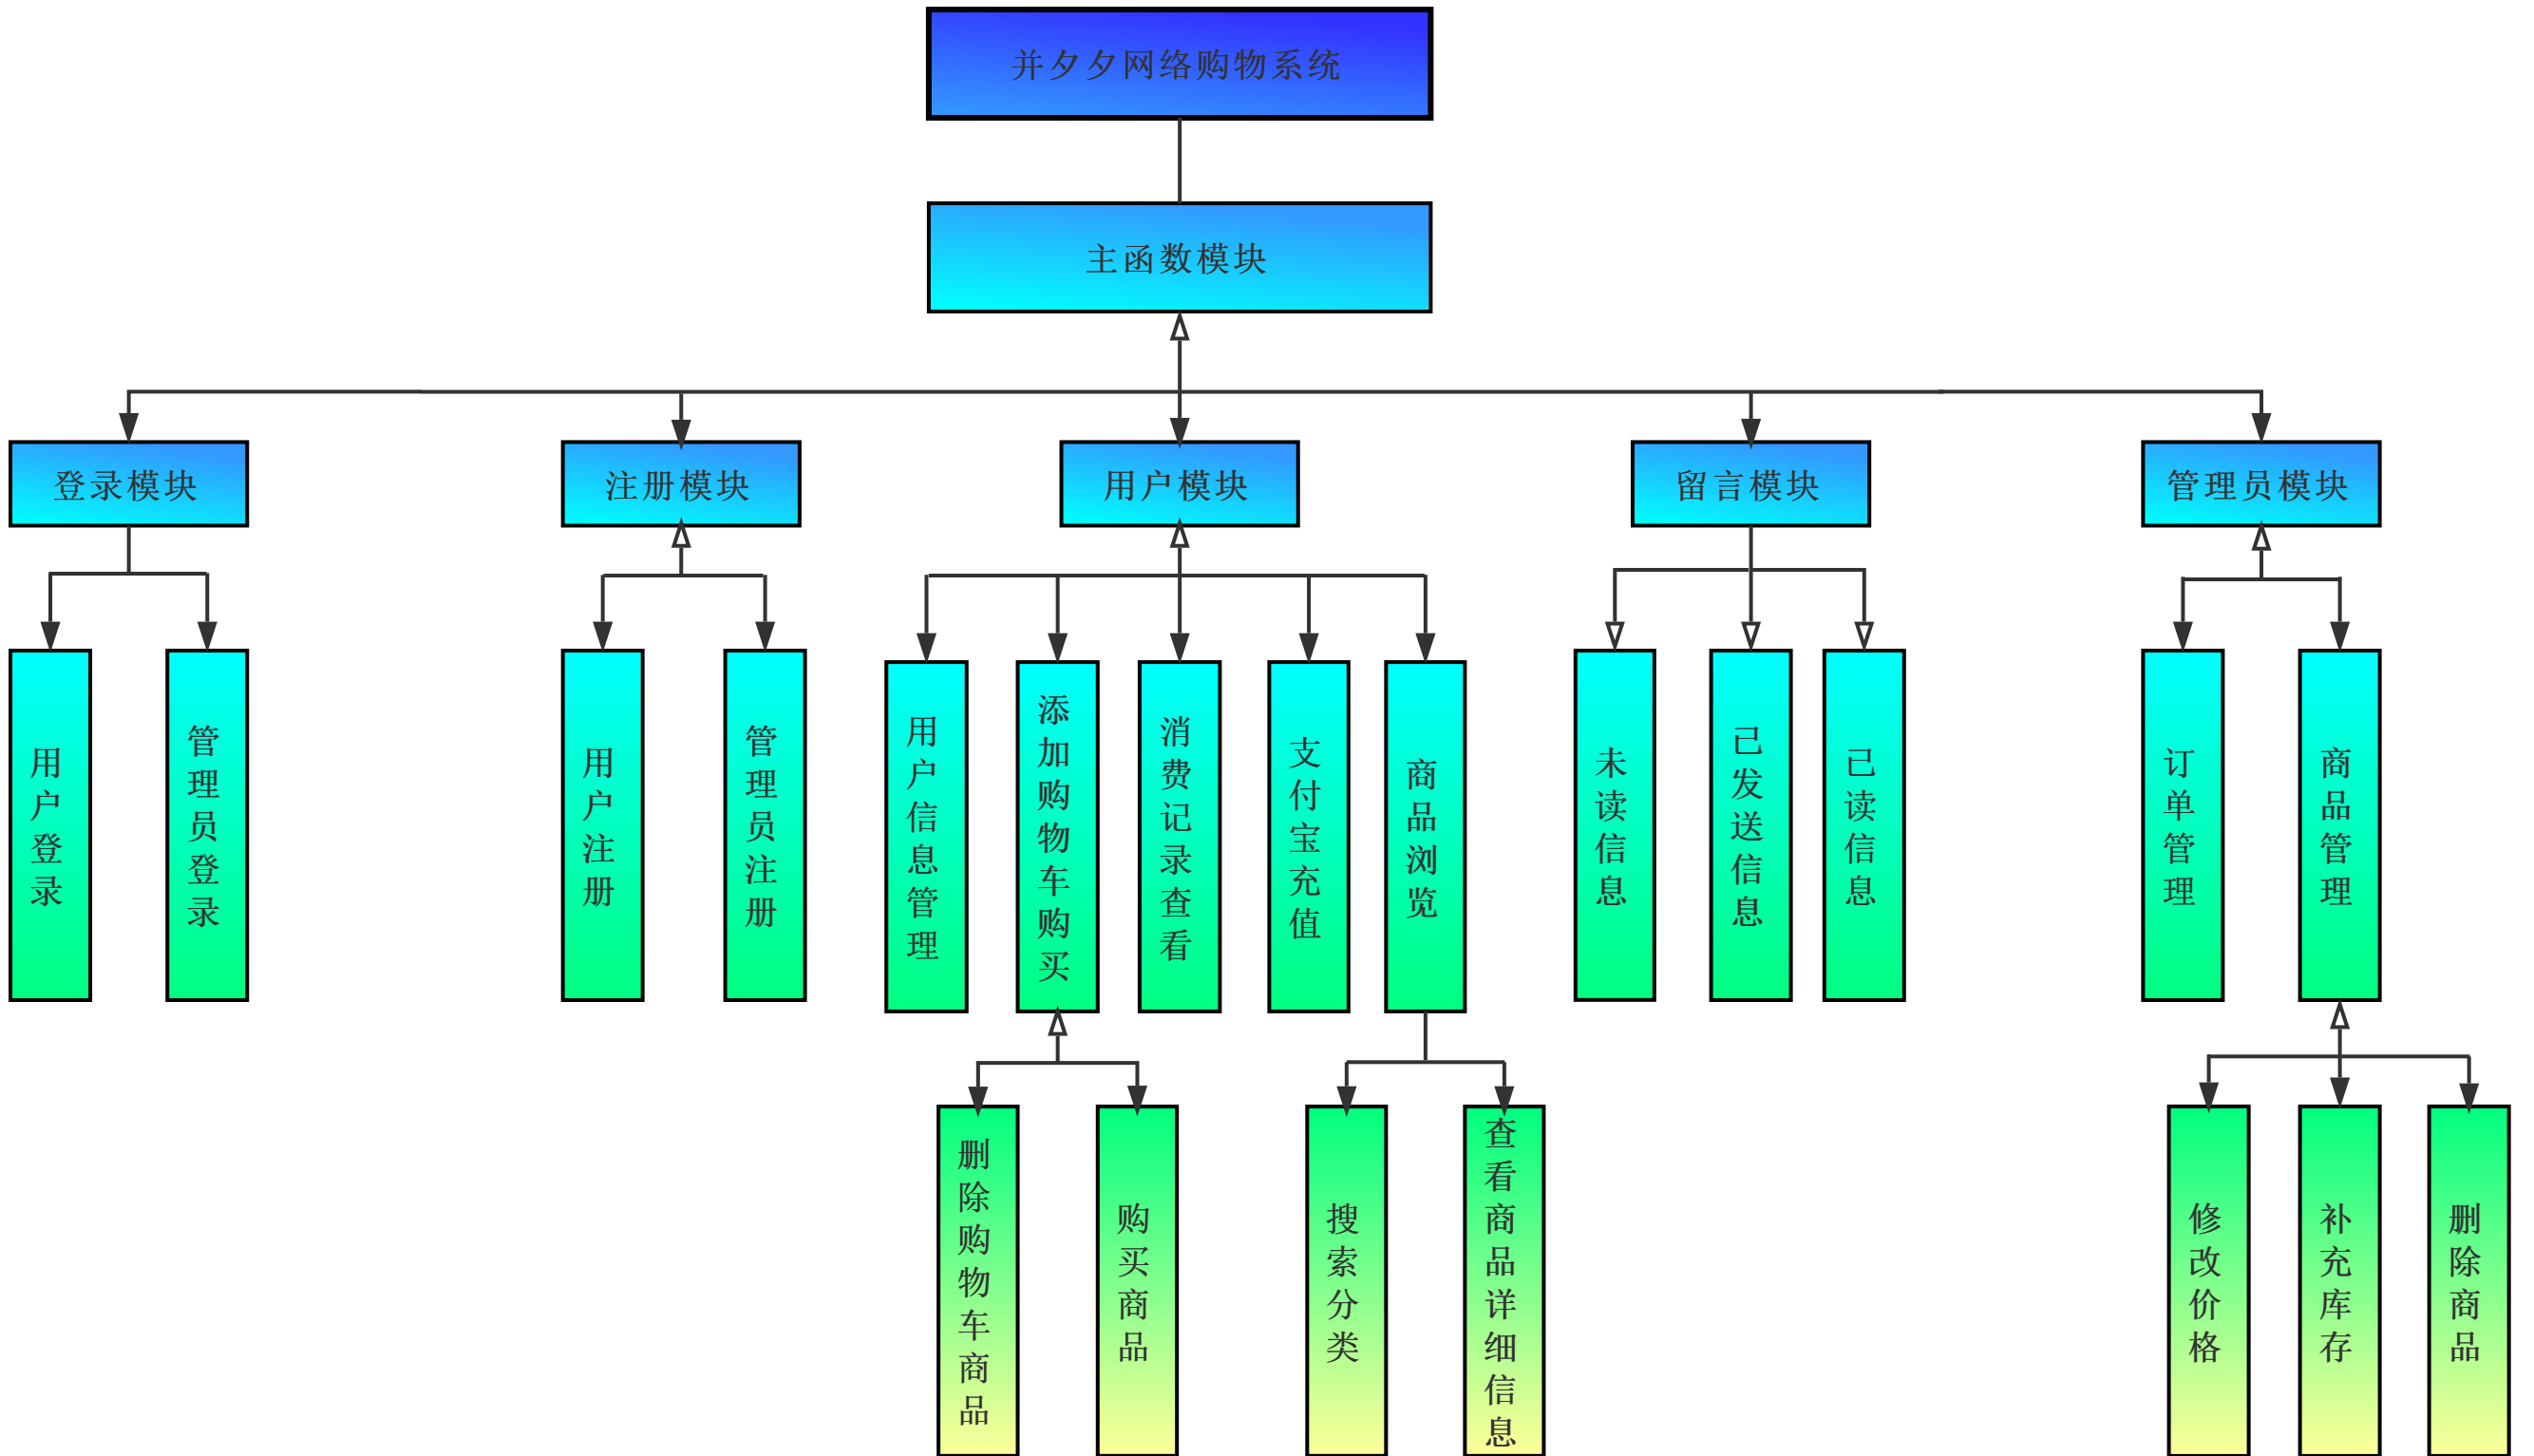 并夕夕网络购物系统
主函数模块
登录模块
注册模块
用户模块
留言模块
管理员模块
用户登录
管理员登录
用户注册
管理员注册
用户信息管理
添加购物车购买
消费记录查看
支付宝充值
商品浏览
未读信息
已发送信息
已读信息
订单管理
商品管理
删除购物车商品
购买商品
搜索分类
查看商品详细信息
修改价格
补充库存
删除商品